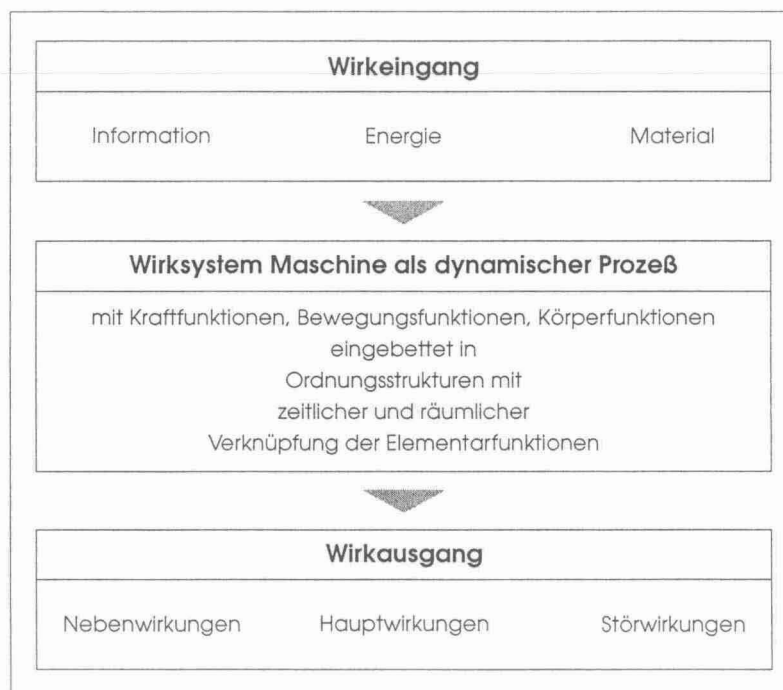 Wirkeingang
Information Energie Material
Wirksystem Maschine als dynamischer Prozeß
mit Kraftfunktionen, Bewegungsfunktionen, Körperfunktionen
eingebettet in
Ordnungsstrukturen mit
zeitlicher und räumlicher
Verknüpfung der Elementarfunktionen
Wirkausgang
Nebenwirkungen Hauptwirkungen Störwirkungen